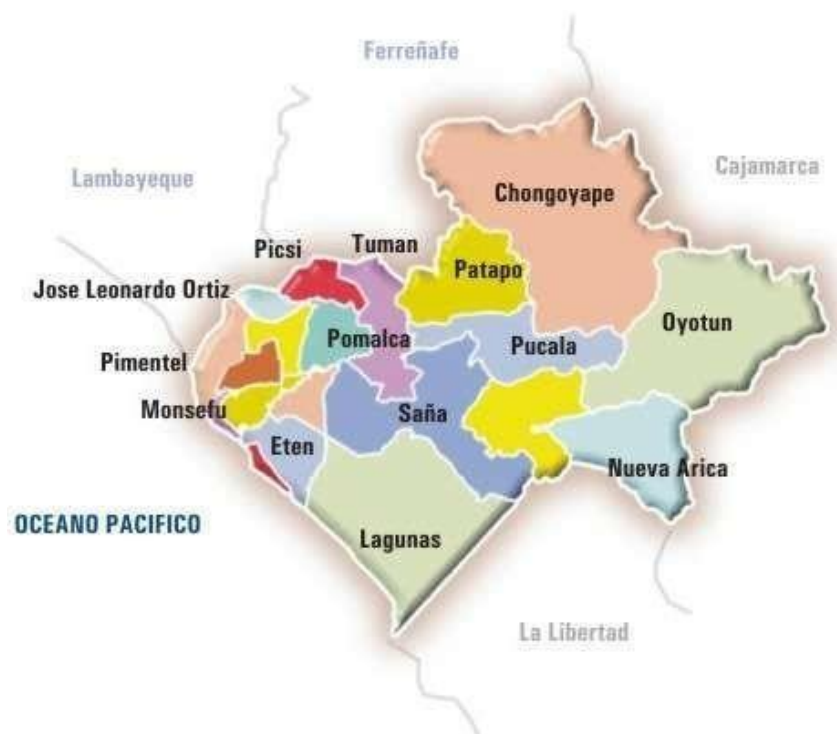 Ferreñafe
Cajamarca
Lambayeque
Chongoyape
Picsi
Tuman
Patapo
Jose Leonardo Ortiz
Oyotun
Pomalca
Pucala
Pimentel
Monsefu
Saña
Eten
Nueva Arica
OCEANO PACIFICO
Lagunas
La Libertad